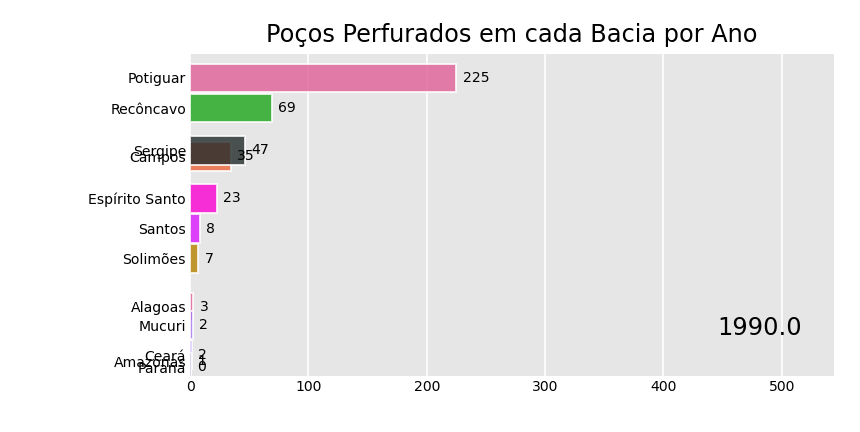 Poços Perfurados em cada Bacia por Ano
Potiguar 225
Recôncavo 69
Sergipe 47
Campos 35
Espírito Santo 23
Santos 8
Solimões 7
Alagoas 3
Mucuri 2
1990.0
Ceará 2
Amazonas 1
Paraná 0
0 100 200 300 400 500